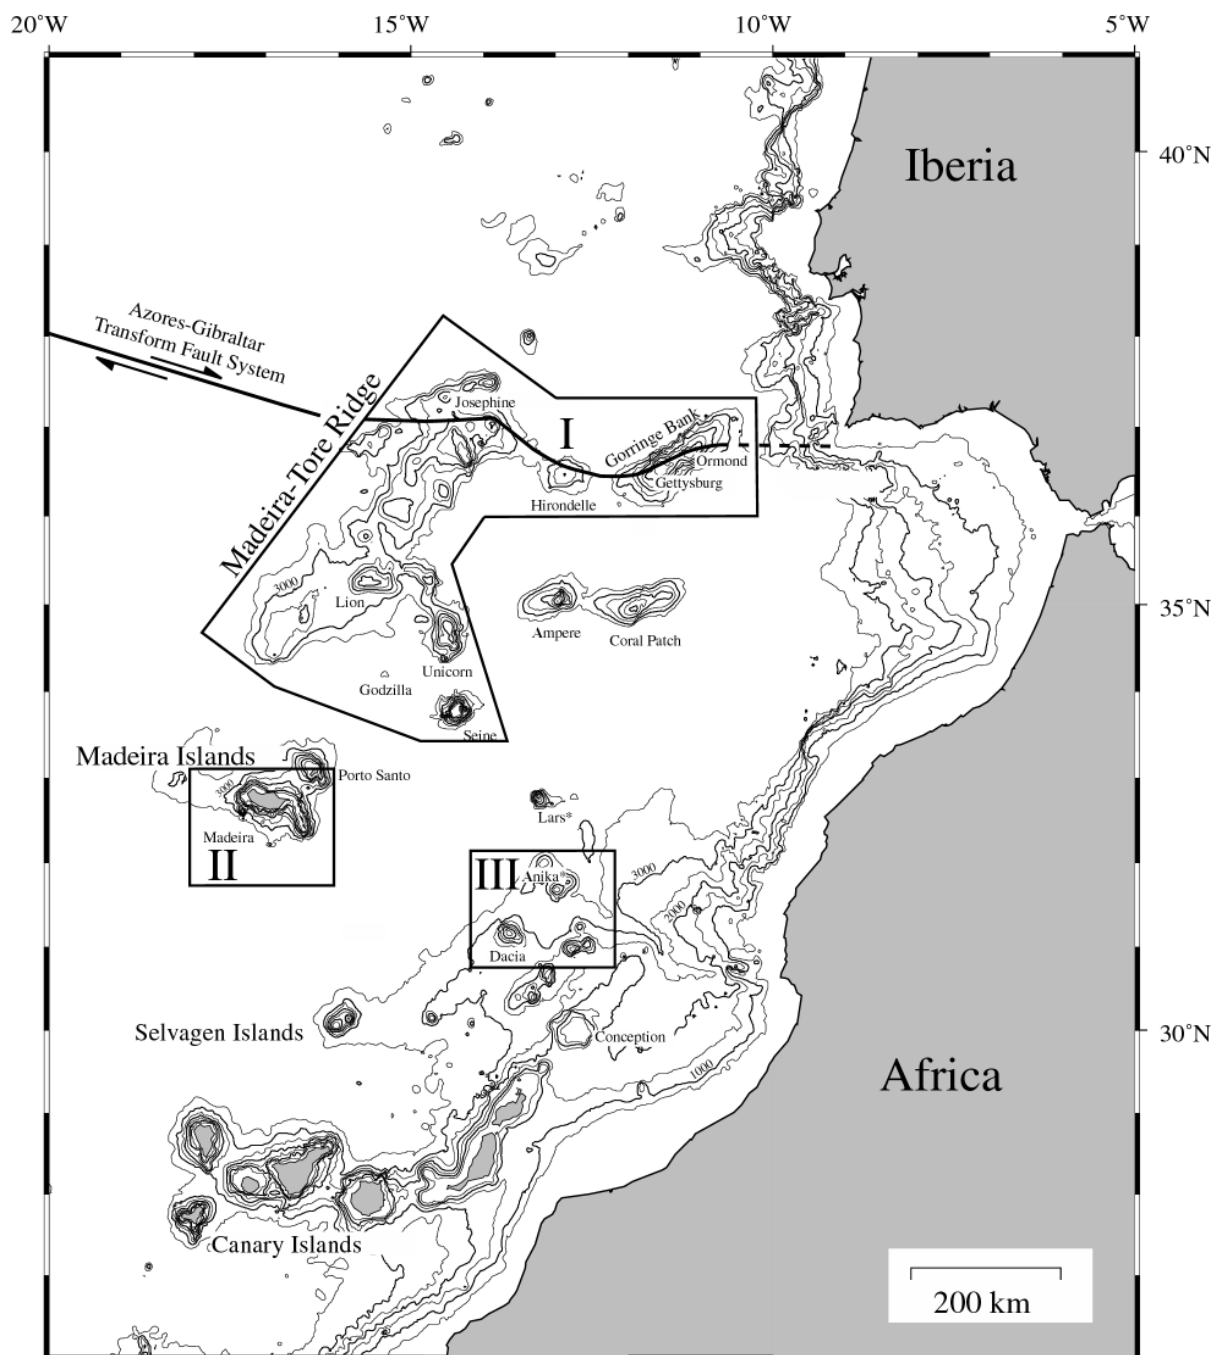 20°W 15°W 10°W 5°W
Iberia
40°N
Azores-Gibraltar
Transform Fault System
Madeira-Tore Ridge
Josephine
I
Gorringe Bank
Ormond
Gettysburg
Hirondelle
3000
Lion
35°N
Ampere
Coral Patch
Unicorn
Godzilla
Seine
Madeira Islands
Porto Santo
3000
Madeira
II
Lars*
III
Anika*
3000
2000
Dacia
Selvagen Islands
Conception
30°N
1000
Africa
Canary Islands
200 km